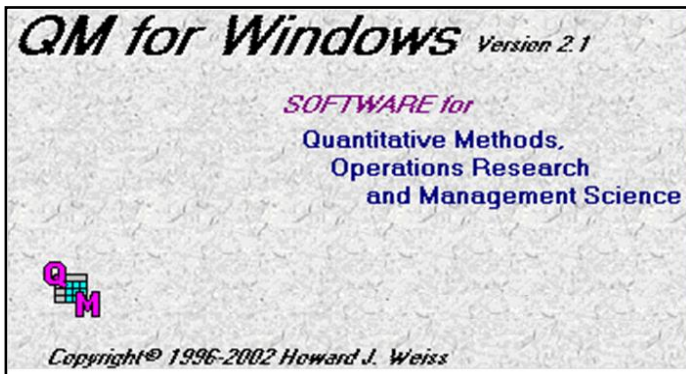 QM for Windows Version 2.1
SOFTWARE for
Quantitative Methods,
Operations Research
and Management Science
Q
M
Copyright© 1996-2002 Howard J. Weiss